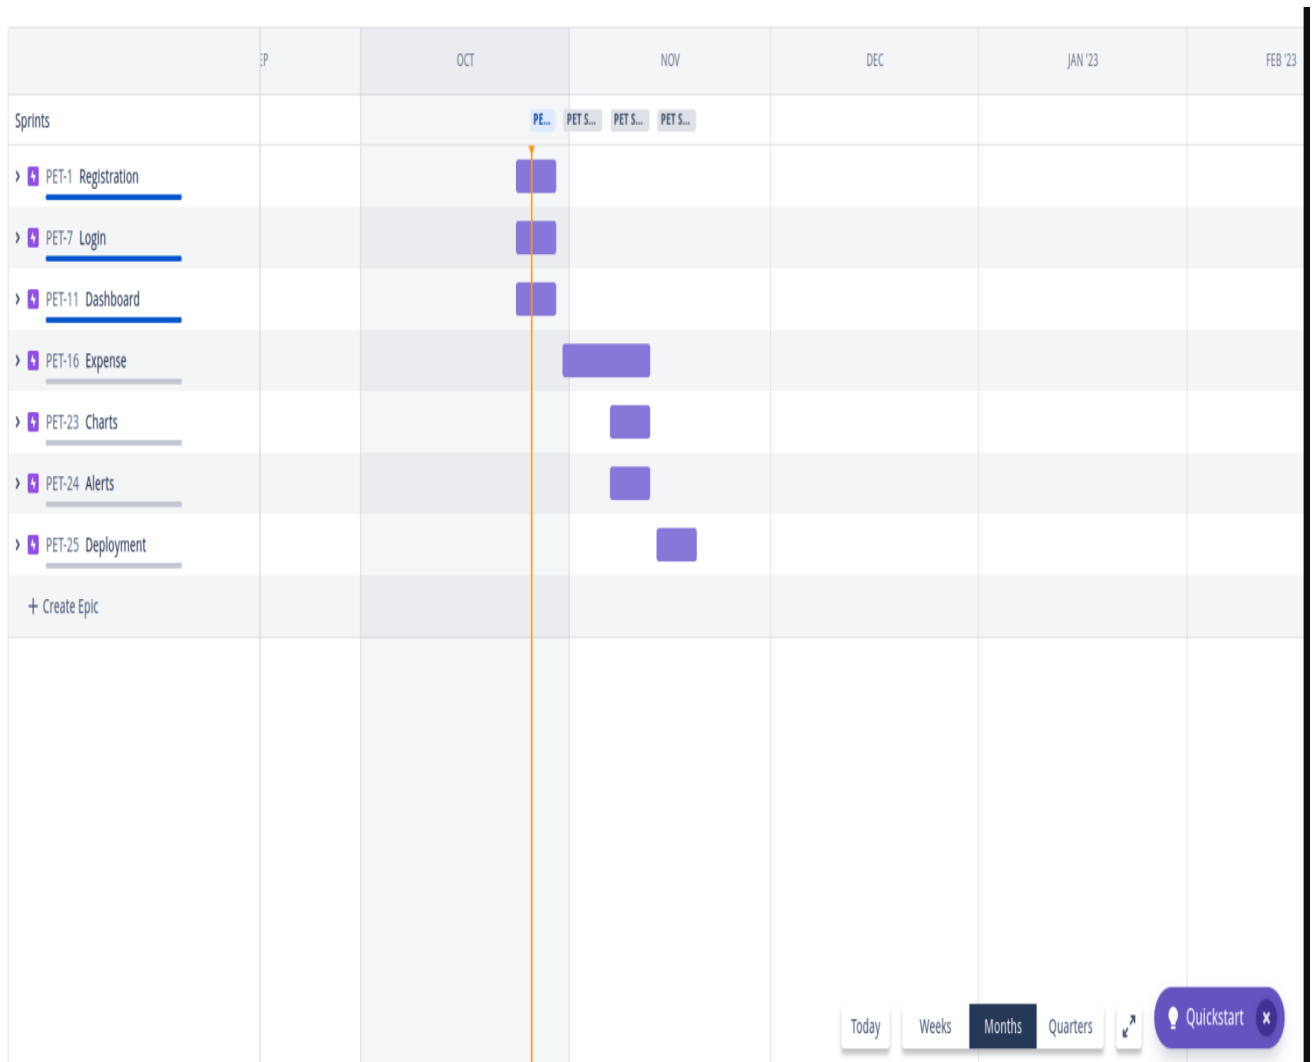 EP OCT NOV DEC JAN '23 FEB '23
Sprints PE... PET S... PET S... PET S...
PET-1 Registration
PET-7 Login
PET-11 Dashboard
PET-16 Expense
PET-23 Charts
PET-24 Alerts
PET-25 Deployment
+ Create Epic
Today Weeks Months Quarters Quickstart x